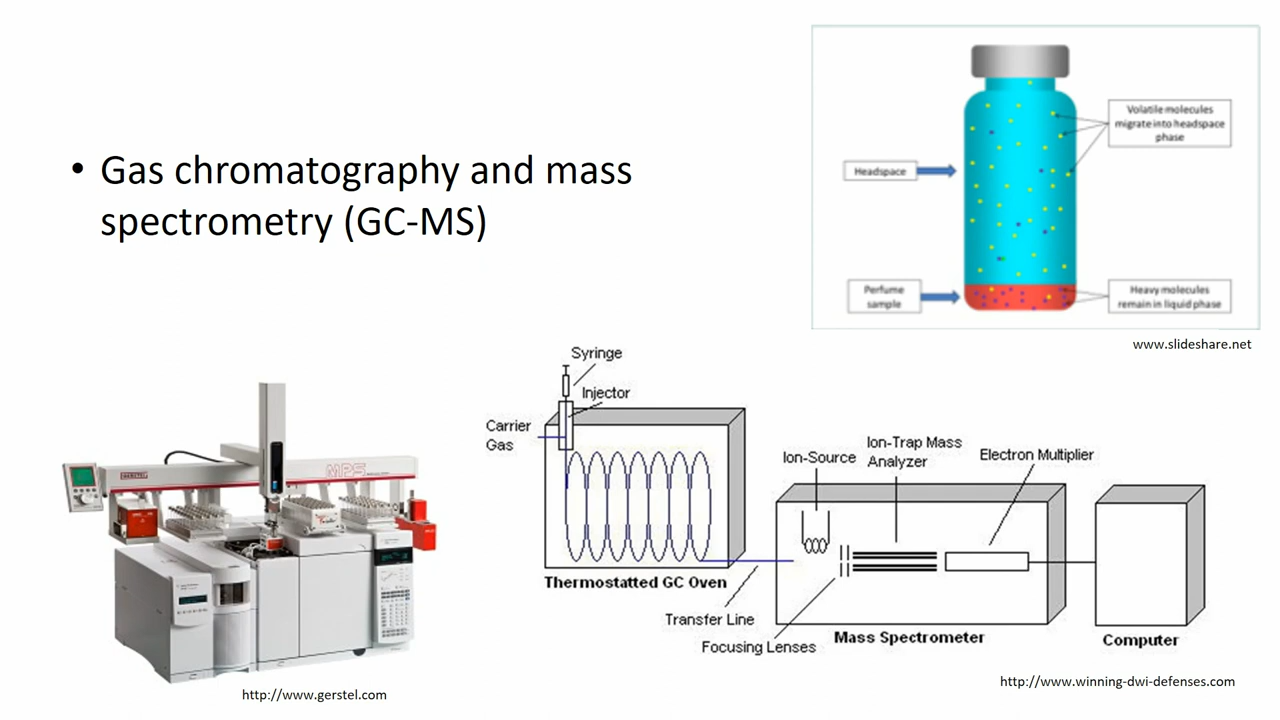 • Gas chromatography and mass
spectrometry (GC-MS)
Volatile molecules
migrate into headspace
phase
Headspace
Perfume
sample
Heavy molecules
remain in liquid phase
www.slideshare.net
Syringe
Injector
Carrier
Gas
Ion-Source
Ion-Trap Mass
Analyzer
Electron Multiplier
Thermostatted GC Oven
Transfer Line
Focusing Lenses
Mass Spectrometer
Computer
GERSTEL
MPS
http://www.gerstel.com
http://www.winning-dwi-defenses.com